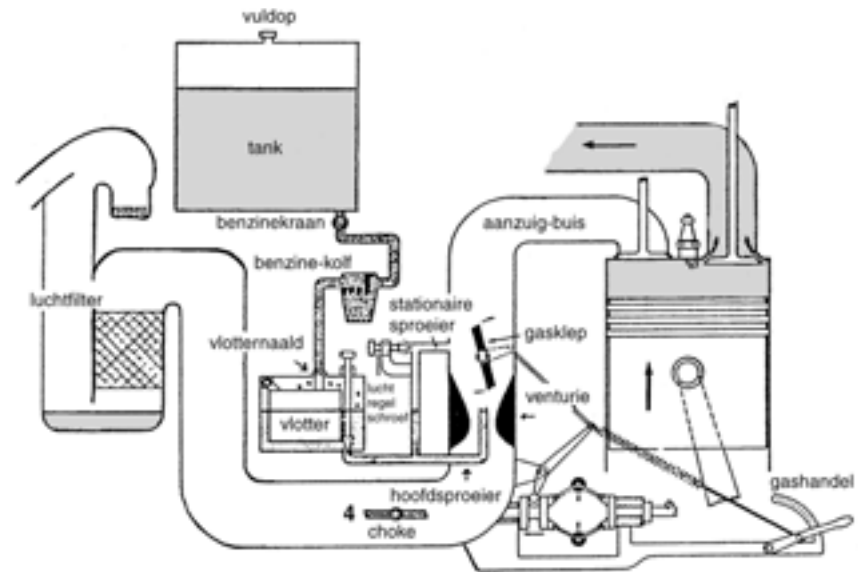 vuldop
tank
benzinekraan
aanzuig-buis
benzine-kolf
luchtfilter
stationaire
sproeier
gasklep
vlotternaald
lucht
regel
schroef
venturie
vlotter
gashandel
hoofdsproeier
4
choke